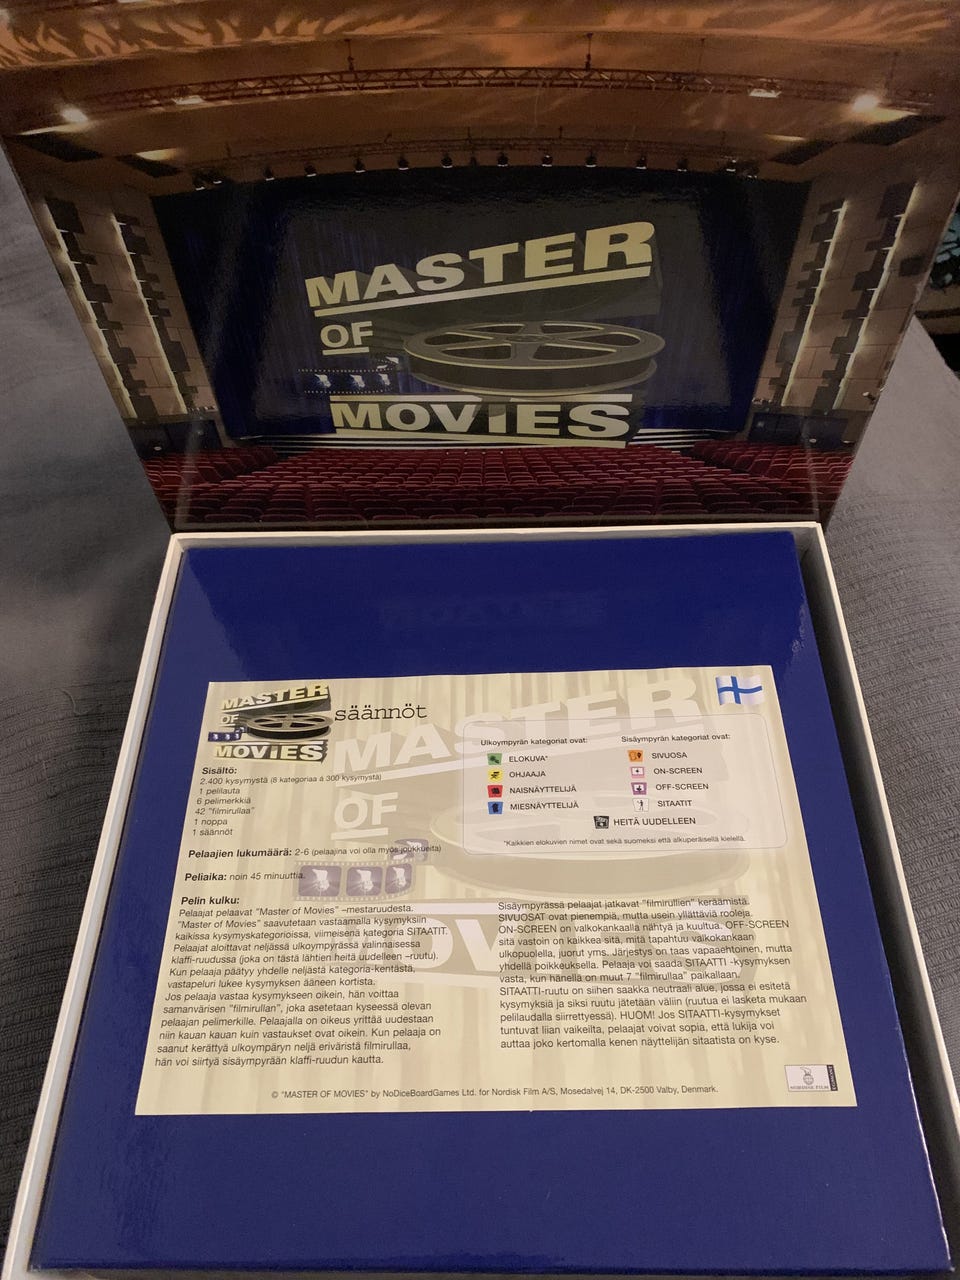 MASTER
OF
MOVIES
MASTER
OF
MOVIES
säännöt
MASTER
OF
Sisältö:
2.400 kysymystä (8 kategoriaa á 300 kysymystä)
1 pelilauta
6 pelimerkkiä
42 "filmirullaa"
1 noppa
1 säännöt
Pelaajien lukumäärä: 2-6 (pelaajina voi olla myös joukkueita)
Peliaika: noin 45 minuuttia.
Ulkoympyrän kategoriat ovat:
ELOKUVA*
OHJAAJA
NAISNÄYTTELIJÄ
MIESNÄYTTELIJÄ
Sisäympyrän kategoriat ovat:
SIVUOSA
ON-SCREEN
OFF-SCREEN
SITAATIT
HEITÄ UUDELLEEN
*Kaikkien elokuvien nimet ovat sekä suomeksi että alkuperäisellä kielellä.
Pelin kulku:
Pelaajat pelaavat "Master of Movies" –mestaruudesta.
"Master of Movies" saavutetaan vastaamalla kysymyksiin
kaikissa kysymyskategorioissa, viimeisenä kategoria SITAATIT.
Pelaajat aloittavat neljässä ulkoympyrässä valinnaisessa
klaffi-ruudussa (joka on tästä lähtien heitä uudelleen –ruutu).
Kun pelaaja päätyy yhdelle neljästä kategoria-kentästä,
vastapeluri lukee kysymyksen ääneen kortista.
Jos pelaaja vastaa kysymykseen oikein, hän voittaa
samanvärisen "filmirullan", joka asetetaan kyseessä olevan
pelaajan pelimerkille. Pelaajalla on oikeus yrittää uudestaan
niin kauan kauan kuin vastaukset ovat oikein. Kun pelaaja on
saanut kerättyä ulkoympyrän neljä eriväristä filmirullaa,
hän voi siirtyä sisäympyrään klaffi-ruudun kautta.
Sisäympyrässä pelaajat jatkavat "filmirullien" keräämistä.
SIVUOSAT ovat pienempiä, mutta usein yllättäviä rooleja.
ON-SCREEN on valkokankaalla nähtyä ja kuultua. OFF-SCREEN
sitä vastoin on kaikkea sitä, mitä tapahtuu valkokankaan
ulkopuolella, juorut yms. Järjestys on taas vapaaehtoinen, mutta
yhdellä poikkeuksella. Pelaaja voi saada SITAATTI -kysymyksen
vasta, kun hänellä on muut 7 "filmirullaa" paikallaan.
SITAATTI-ruutu on siihen saakka neutraali alue, jossa ei esitetä
kysymyksiä ja siksi ruutu jätetään väliin (ruutua ei lasketa mukaan
pelilaudalla siirrettyessä). HUOM! Jos SITAATTI-kysymykset
tuntuvat liian vaikeilta, pelaajat voivat sopia, että lukija voi
auttaa joko kertomalla kenen näyttelijän sitaatista on kyse.
© "MASTER OF MOVIES" by NoDiceBoardGames Ltd. for Nordisk Film A/S, Mosedalvej 14, DK-2500 Valby, Denmark.
NORDISK FILM